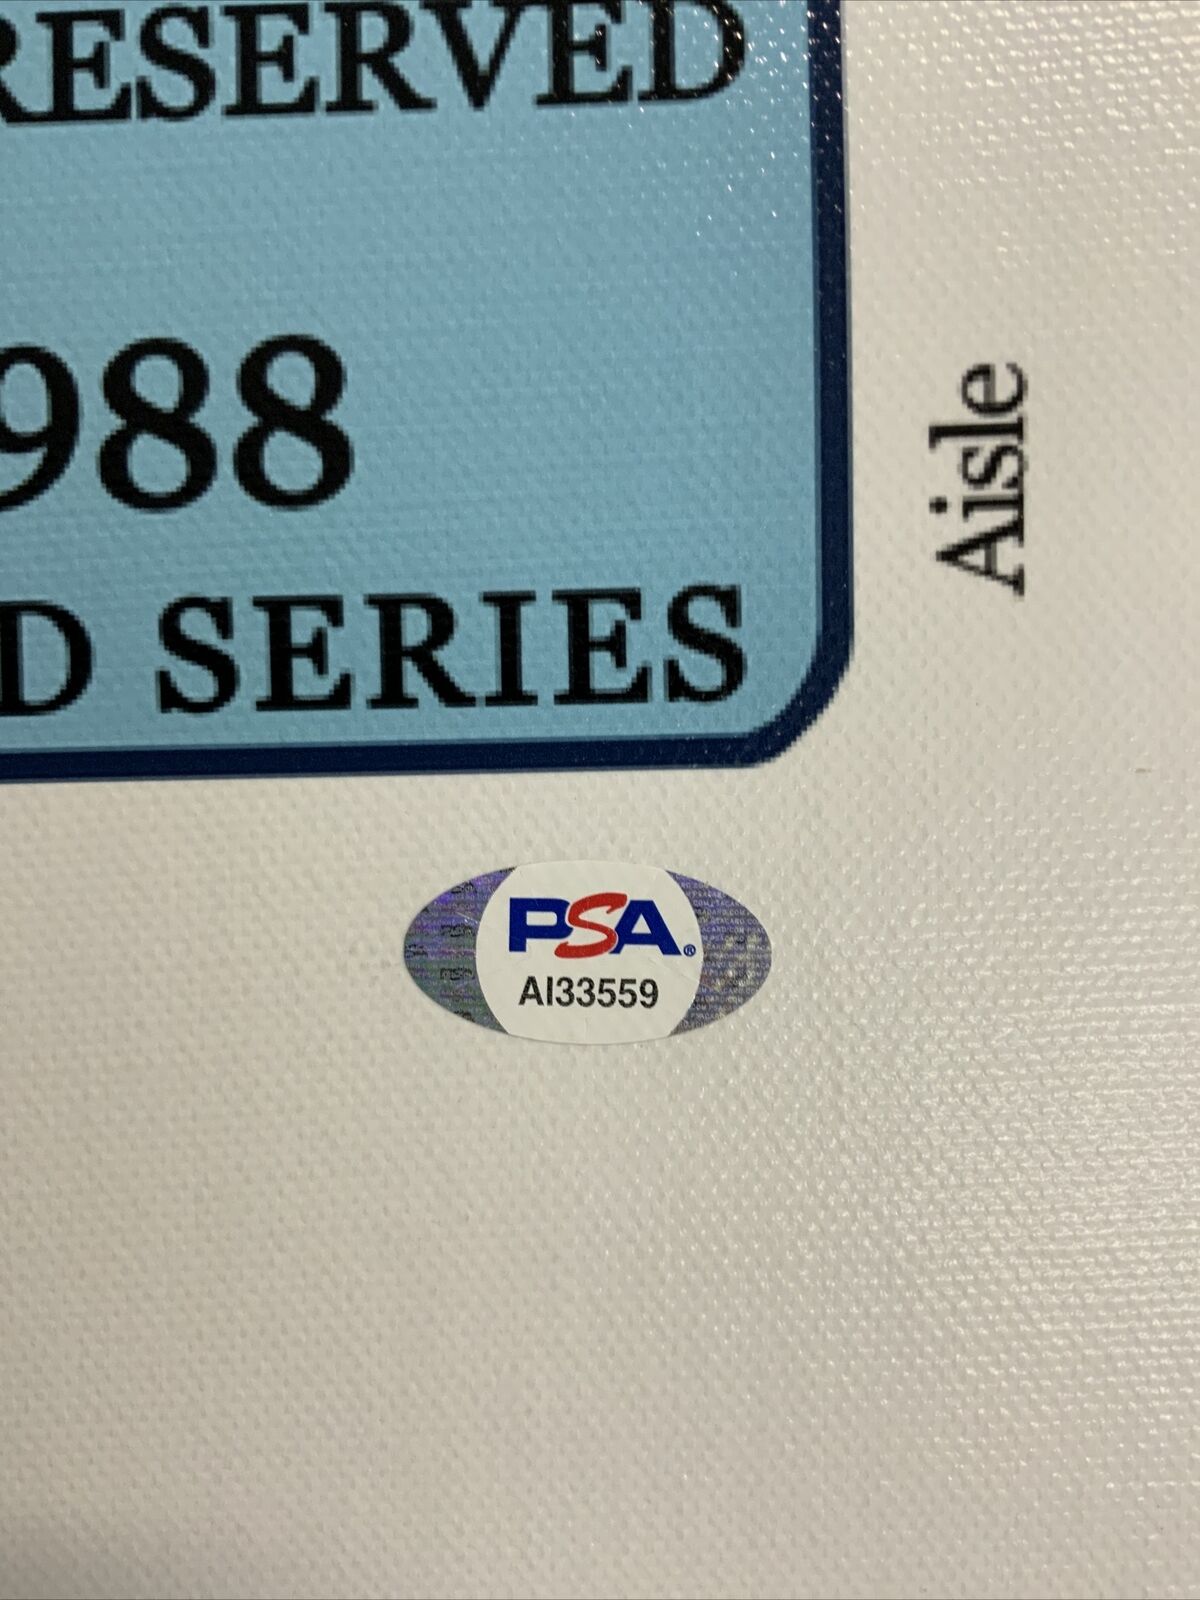 RESERVED
988
D SERIES
Aisle
PSA®
AI33559